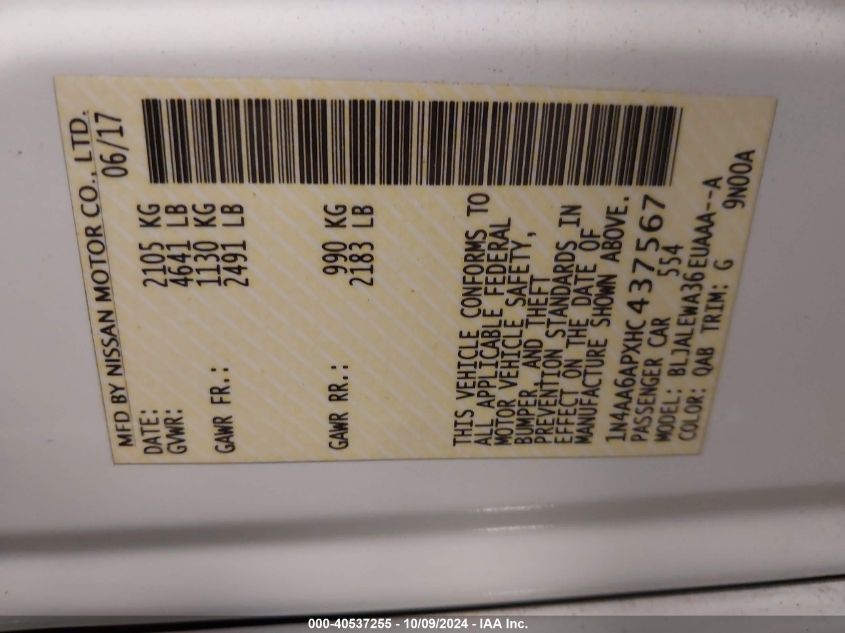 MFD BY NISSAN MOTOR CO., LTD.
DATE: 06/17
GVWR: 2105 KG
4641 LB
GAWR FR.: 1130 KG
2491 LB
GAWR RR.: 990 KG
2183 LB
THIS VEHICLE CONFORMS TO
ALL APPLICABLE FEDERAL
MOTOR VEHICLE SAFETY,
BUMPER, AND THEFT
PREVENTION STANDARDS IN
EFFECT ON THE DATE OF
MANUFACTURE SHOWN ABOVE.
1N4AA6APXHC437567
PASSENGER CAR 554
MODEL: BLJALEWA36EUAAA--A
COLOR: QAB TRIM: G 9N00A
000-40537255 - 10/09/2024 - IAA Inc.